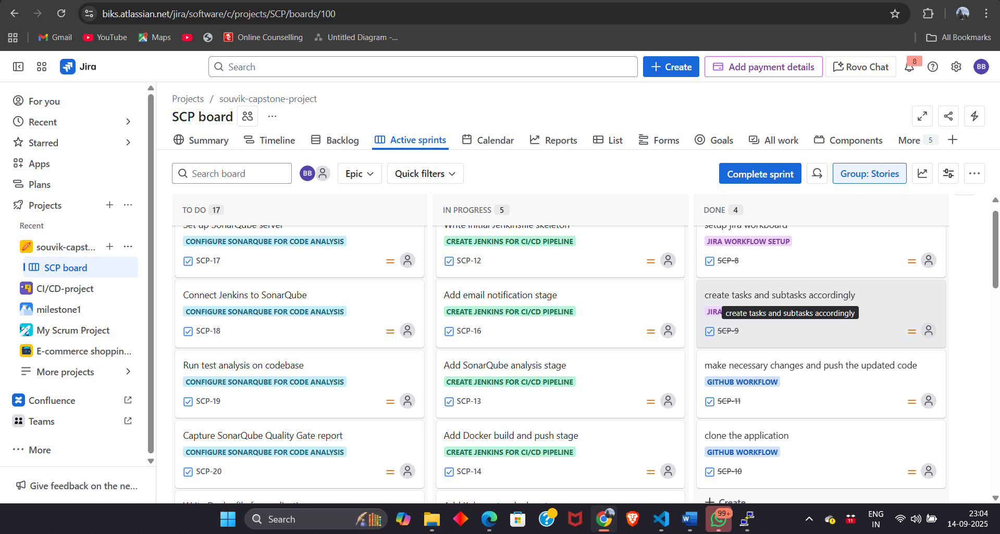 biks.atlassian.net/jira/software/c/projects/SCP/boards/100
Gmail
YouTube
Maps
Online Counselling
Untitled Diagram -...
All Bookmarks
Jira
Search
Create
Add payment details
Rovo Chat
8
BB
For you
Recent
Starred
Apps
Plans
Projects
Recent
souvik-capst...
SCP board
CI/CD-project
milestone1
My Scrum Project
E-commerce shoppin...
More projects
Confluence
Teams
More
Give feedback on the ne...
Projects / souvik-capstone-project
SCP board
Summary
Timeline
Backlog
Active sprints
Calendar
Reports
List
Forms
Goals
All work
Components
More 5
Search board
BB
Epic
Quick filters
Complete sprint
Group: Stories
TO DO 17
Set up SonarQube server
CONFIGURE SONARQUBE FOR CODE ANALYSIS
SCP-17
Connect Jenkins to SonarQube
CONFIGURE SONARQUBE FOR CODE ANALYSIS
SCP-18
Run test analysis on codebase
CONFIGURE SONARQUBE FOR CODE ANALYSIS
SCP-19
Capture SonarQube Quality Gate report
CONFIGURE SONARQUBE FOR CODE ANALYSIS
SCP-20
IN PROGRESS 5
Write initial Jenkinsfile skeleton
CREATE JENKINS FOR CI/CD PIPELINE
SCP-12
Add email notification stage
CREATE JENKINS FOR CI/CD PIPELINE
SCP-16
Add SonarQube analysis stage
CREATE JENKINS FOR CI/CD PIPELINE
SCP-13
Add Docker build and push stage
CREATE JENKINS FOR CI/CD PIPELINE
SCP-14
DONE 4
setup jira workboard
JIRA WORKFLOW SETUP
SCP-8
create tasks and subtasks accordingly
JIRA
create tasks and subtasks accordingly
SCP-9
make necessary changes and push the updated code
GITHUB WORKFLOW
SCP-11
clone the application
GITHUB WORKFLOW
SCP-10
Create
Search
99+
11
ENG
IN
23:04
14-09-2025